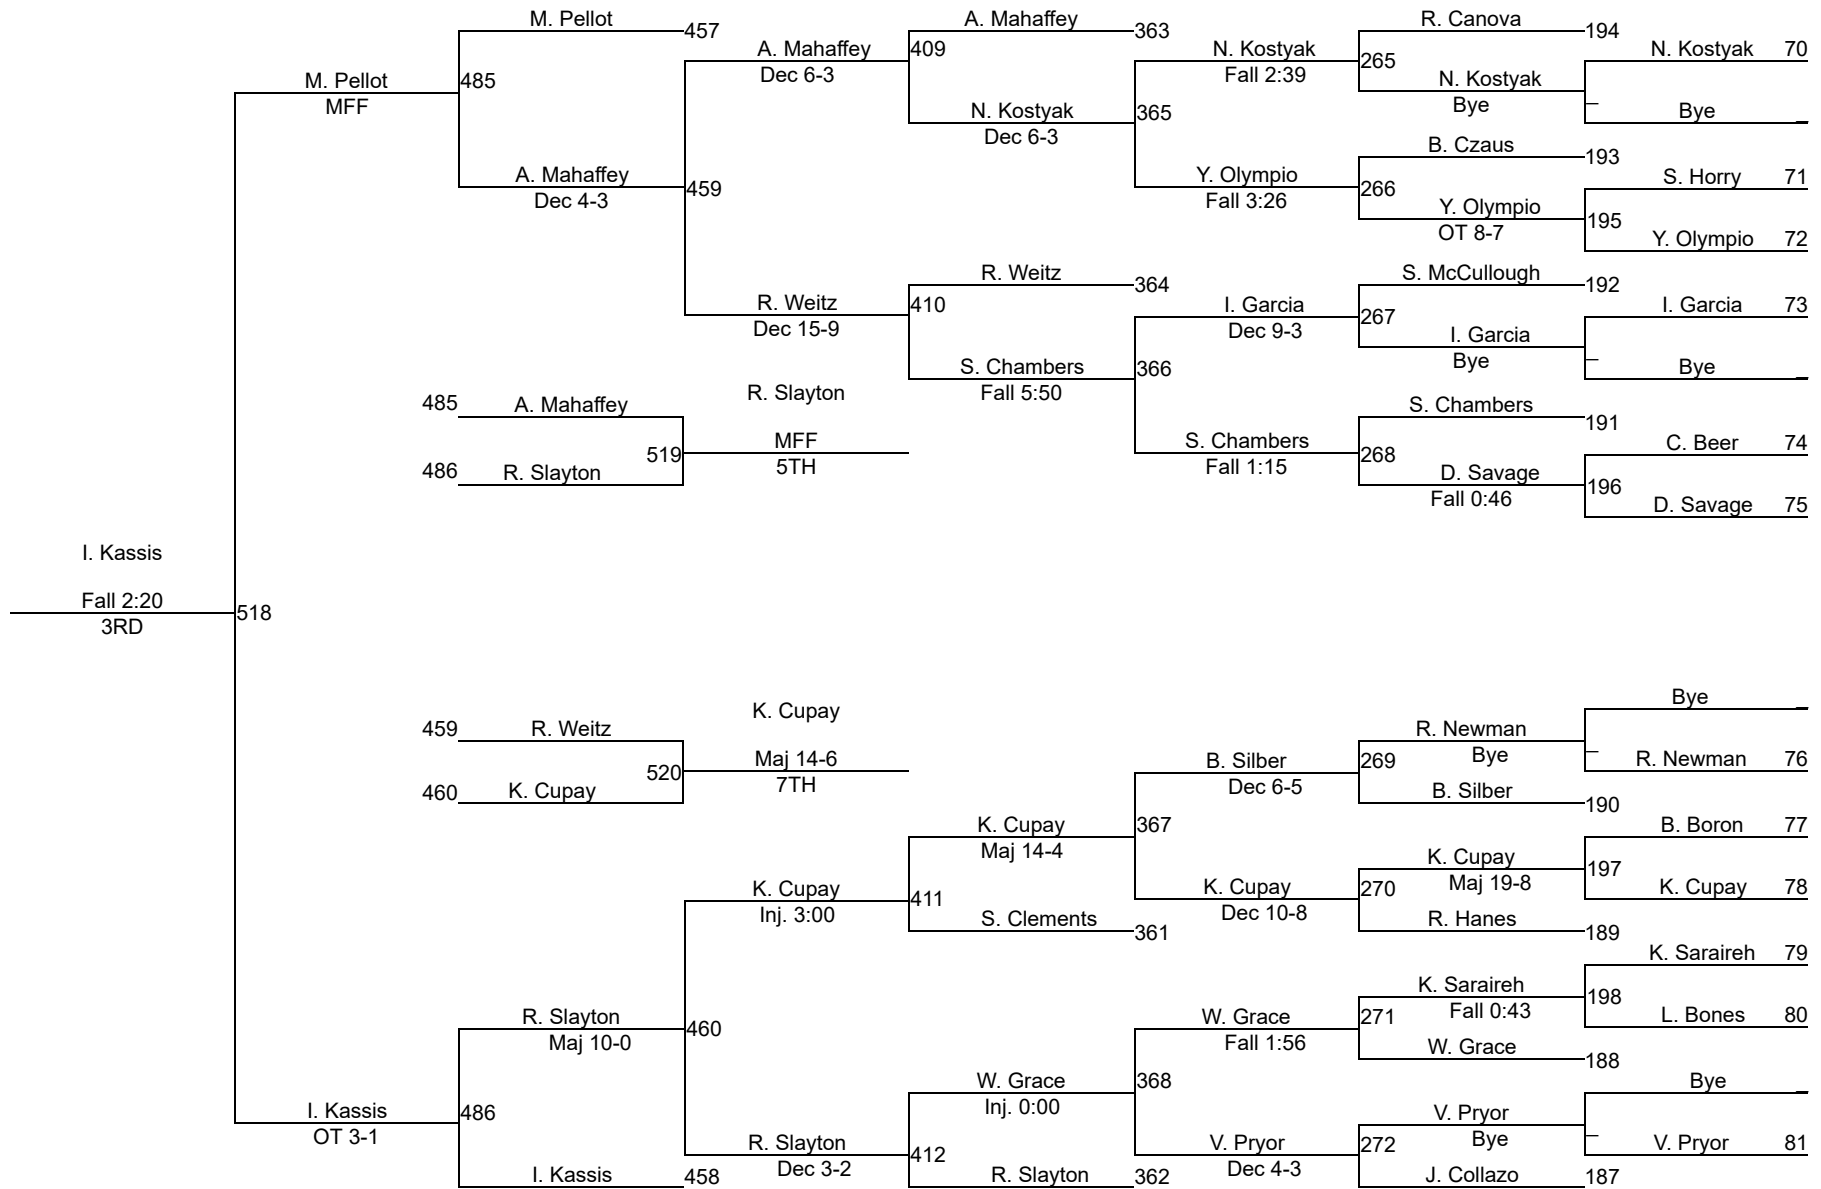 M. Pellot
457
A. Mahaffey
363
R. Canova
194
A. Mahaffey
Dec 6-3
409
N. Kostyak
Fall 2:39
265
N. Kostyak 70
M. Pellot
MFF
485
N. Kostyak
Bye
_
N. Kostyak
Dec 6-3
365
Bye _
B. Czaus
193
A. Mahaffey
Dec 4-3
459
Y. Olympio
Fall 3:26
266
S. Horry 71
Y. Olympio
OT 8-7
195
Y. Olympio 72
R. Weitz
364
S. McCullough
192
R. Weitz
Dec 15-9
410
I. Garcia
Dec 9-3
267
I. Garcia 73
I. Garcia
Bye
_
S. Chambers
Fall 5:50
366
Bye _
R. Slayton
485 A. Mahaffey
S. Chambers
191
519
MFF
5TH
S. Chambers
Fall 1:15
268
C. Beer 74
486 R. Slayton
D. Savage
Fall 0:46
196
D. Savage 75
I. Kassis
Fall 2:20
3RD
518
Bye _
K. Cupay
459 R. Weitz
R. Newman
Bye
_
520
Maj 14-6
7TH
B. Silber
Dec 6-5
269
R. Newman 76
460 K. Cupay
B. Silber
190
K. Cupay
Maj 14-4
367
B. Boron 77
K. Cupay
Maj 19-8
197
K. Cupay
Inj. 3:00
411
K. Cupay
Dec 10-8
270
K. Cupay 78
S. Clements
361
R. Hanes
189
K. Saraireh 79
K. Saraireh
Fall 0:43
198
R. Slayton
Maj 10-0
460
W. Grace
Fall 1:56
271
L. Bones 80
W. Grace
188
W. Grace
Inj. 0:00
368
Bye _
I. Kassis
OT 3-1
486
V. Pryor
Bye
_
R. Slayton
Dec 3-2
412
V. Pryor
Dec 4-3
272
V. Pryor 81
I. Kassis
458
R. Slayton
362
J. Collazo
187